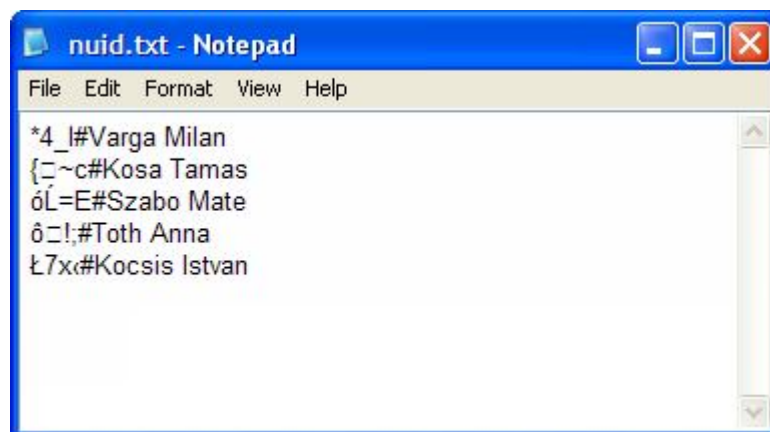 nuid.txt - Notepad
File Edit Format View Help
*4_l#Varga Milan
{□~c#Kosa Tamas
óĹ=E#Szabo Mate
ô□!;#Toth Anna
Ł7x‹#Kocsis Istvan